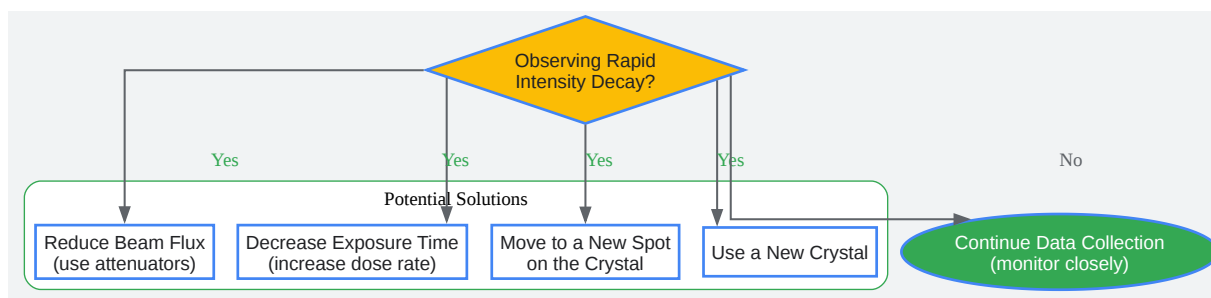 Observing Rapid
Intensity Decay?
Yes
Yes
Yes
Yes
No
Potential Solutions
Reduce Beam Flux
(use attenuators)
Decrease Exposure Time
(increase dose rate)
Move to a New Spot
on the Crystal
Use a New Crystal
Continue Data Collection
(monitor closely)